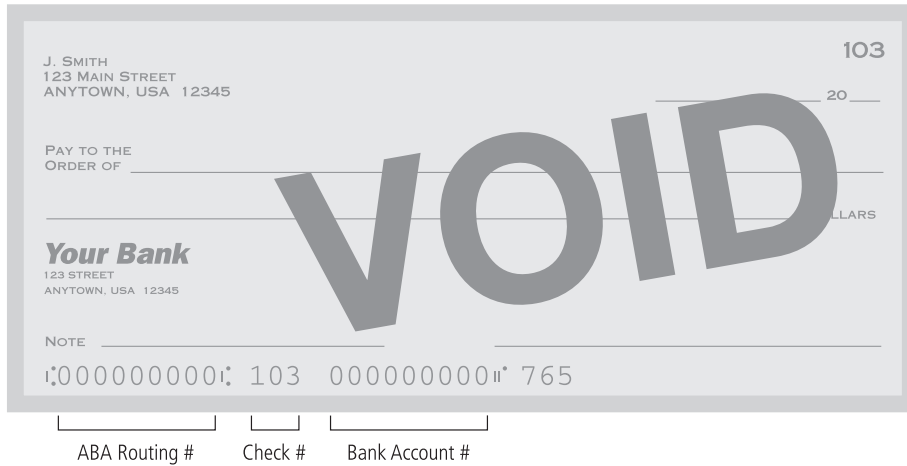 103
J. SMITH
123 MAIN STREET
ANYTOWN, USA 12345
20
PAY TO THE
ORDER OF
LLARS
VOID
Your Bank
123 STREET
ANYTOWN, USA 12345
NOTE
⑆000000000⑆ 103 000000000⑈ 765
ABA Routing # Check # Bank Account #